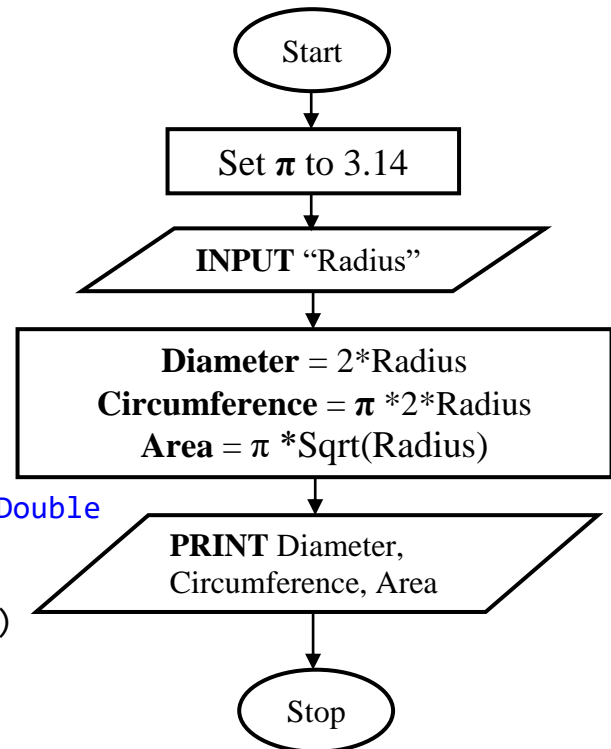 Start
Set π to 3.14
INPUT “Radius”
Diameter = 2*Radius
Circumference = π *2*Radius
Area = π *Sqrt(Radius)
Double
PRINT Diameter,
Circumference, Area
)
Stop